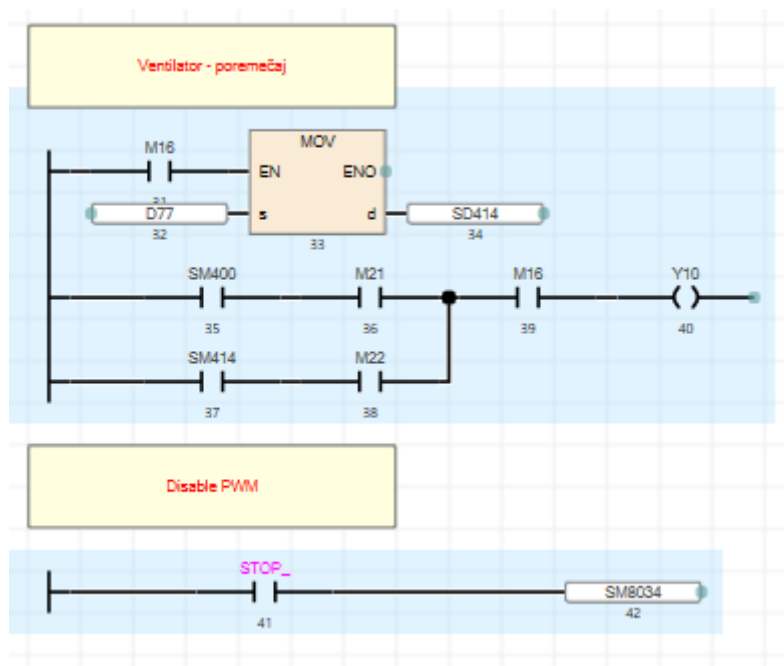 Ventilator - poremečaj
M16
MOV
EN ENO
31
D77 s d SD414
32 33 34
SM400 M21 M16 Y10
35 36 39 40
SM414 M22
37 38
Disable PWM
STOP_
SM8034
41 42